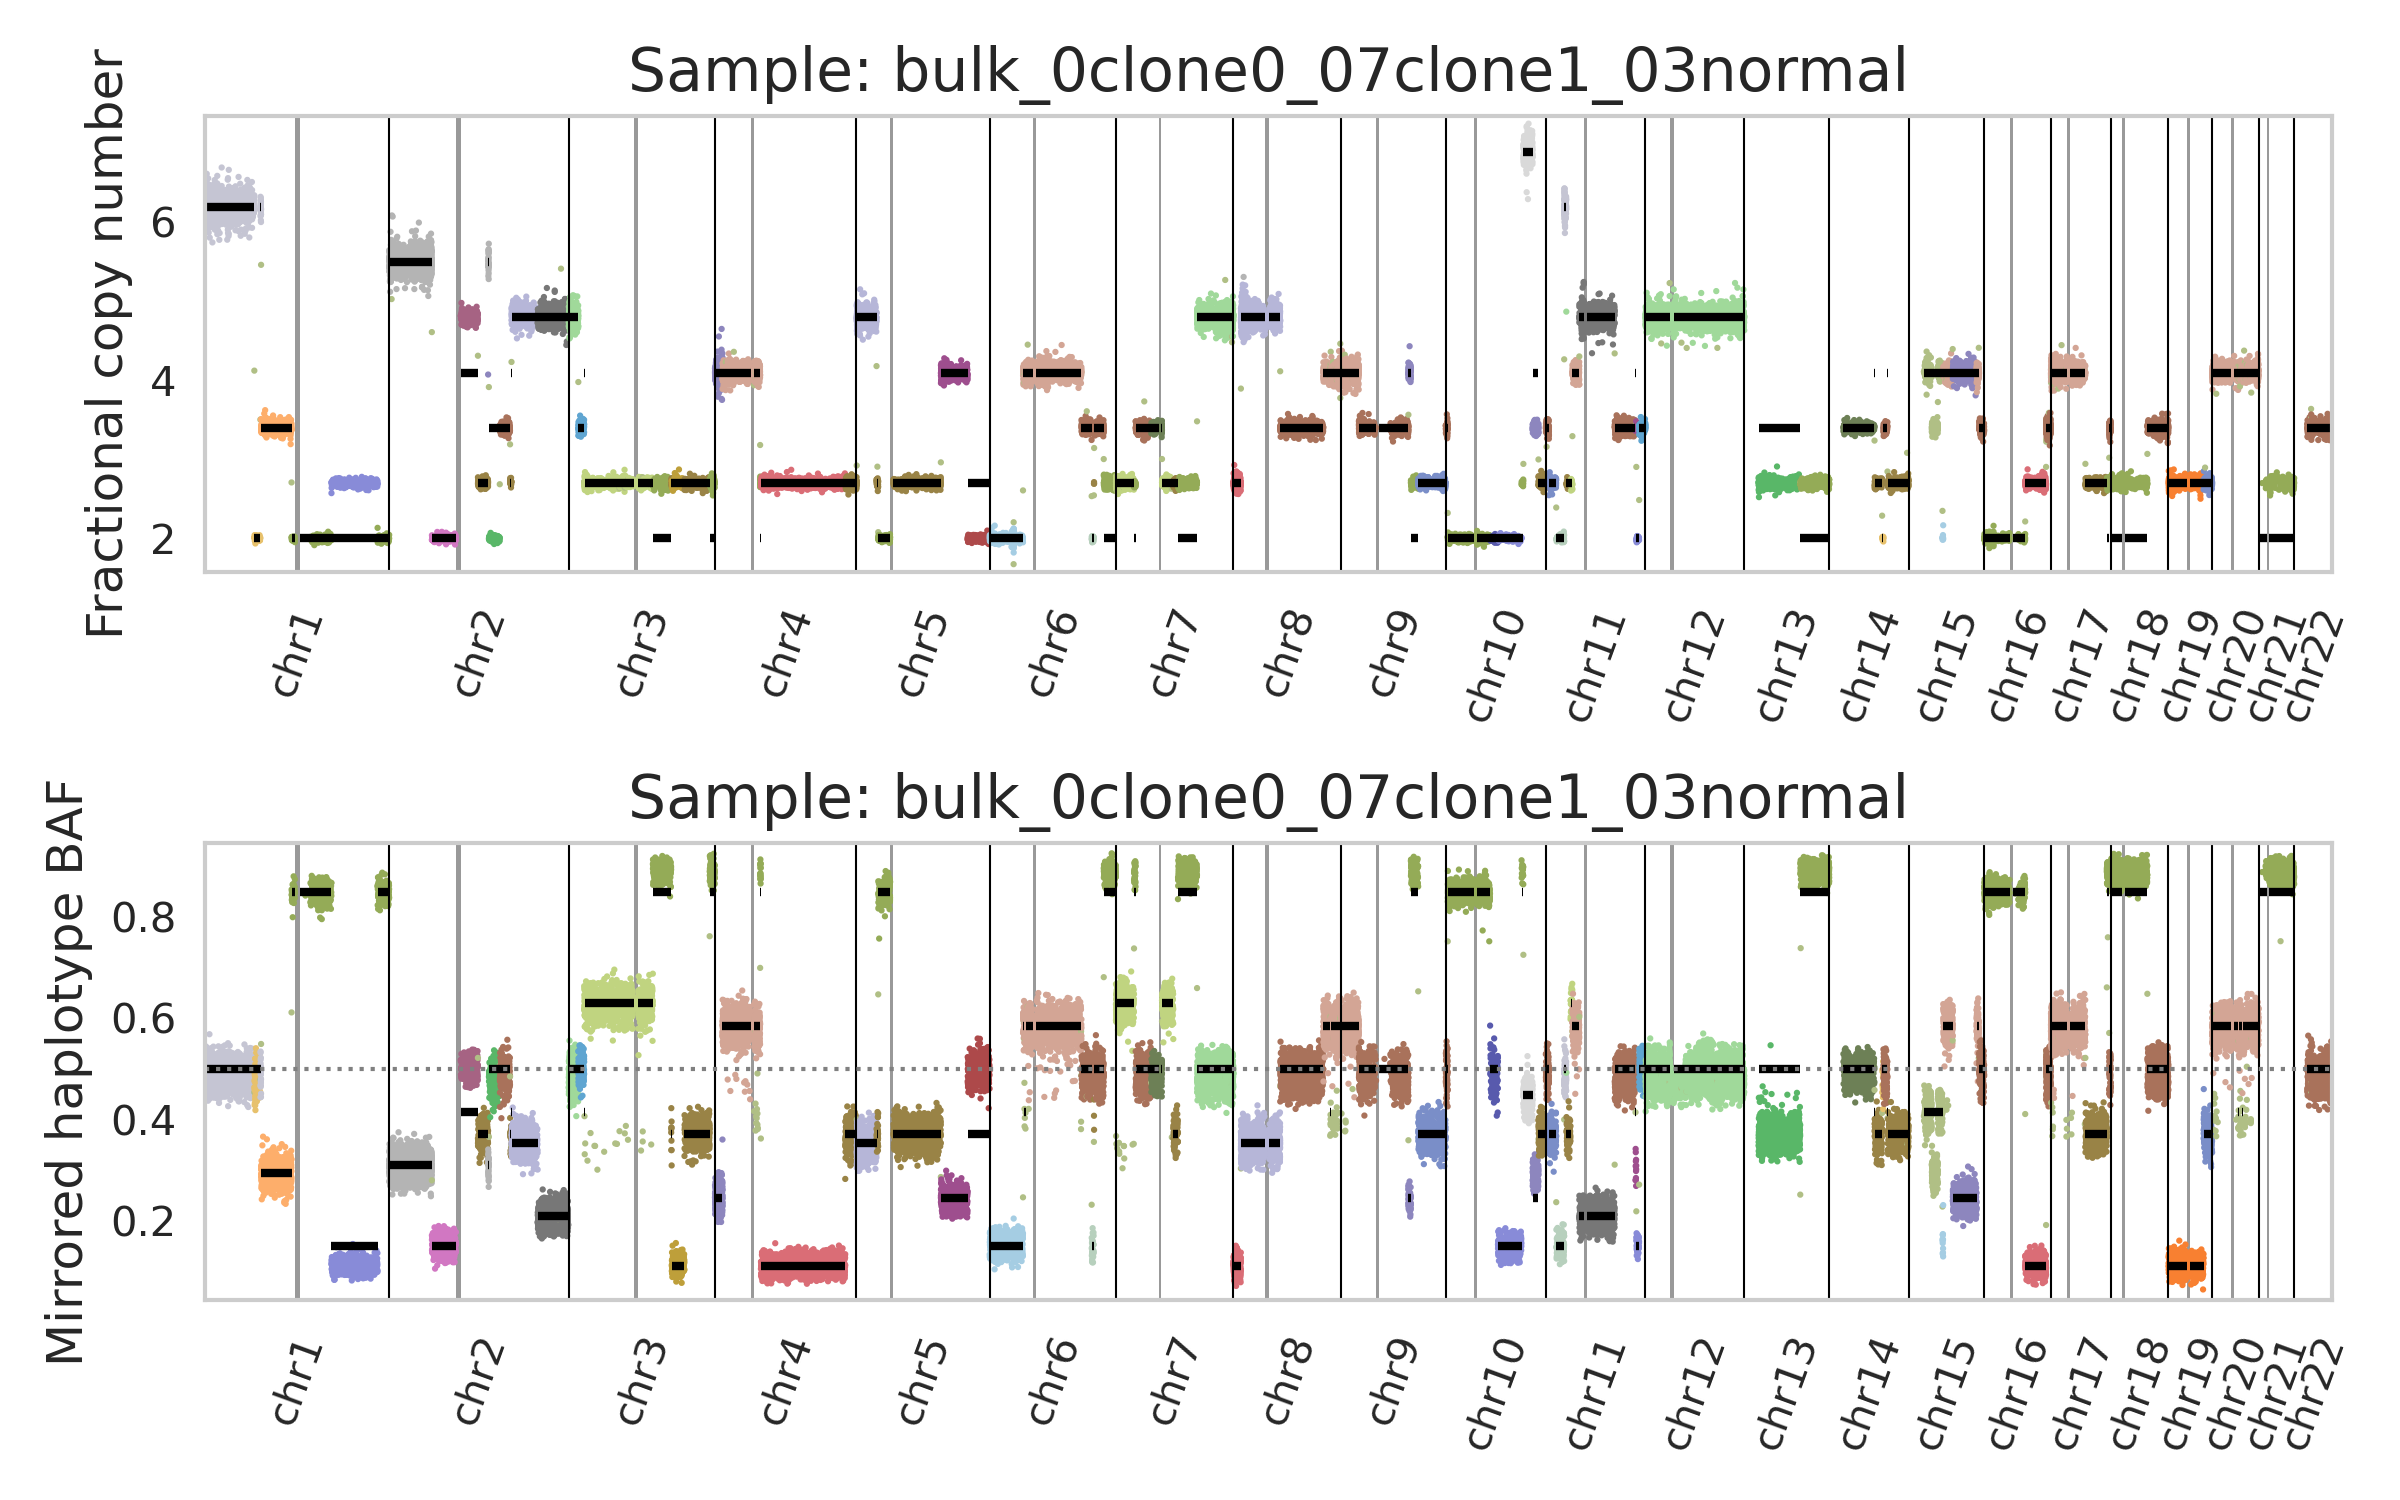 Sample: bulk_0clone0_07clone1_03normal
Fractional copy number
6
4
2
chr1 chr2 chr3 chr4 chr5 chr6 chr7 chr8 chr9 chr10 chr11 chr12 chr13 chr14 chr15 chr16 chr17 chr18 chr19 chr20 chr21 chr22
Sample: bulk_0clone0_07clone1_03normal
Mirrored haplotype BAF
0.8
0.6
0.4
0.2
chr1 chr2 chr3 chr4 chr5 chr6 chr7 chr8 chr9 chr10 chr11 chr12 chr13 chr14 chr15 chr16 chr17 chr18 chr19 chr20 chr21 chr22